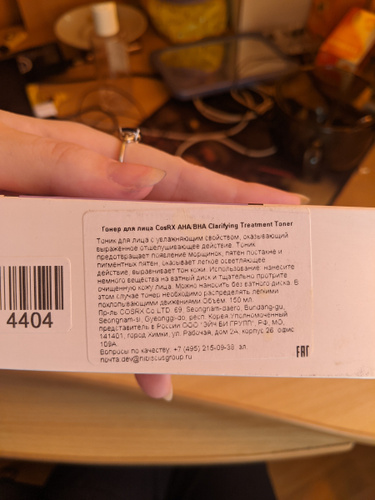 Тонер для лица CosRX AHA/BHA Clarifying Treatment Toner
Тоник для лица с увлажняющим свойством, оказывающий
выраженное отшелушивающее действие. Тоник
предотвращает появление морщинок, пятен постакне и
пигментных пятен, оказывает легкое осветляющее
действие, выравнивает тон кожи. Использование: нанесите
немного вещества на ватный диск и тщательно протрите
очищенную кожу лица. Можно наносить без ватного диска. В
этом случае тонер необходимо распределять легкими
похлопывающими движениями Объем: 150 мл.
Пр-ль: COSRX Co LTD, 69, Seongnam-daero, Bundang-gu,
Seongnam-si, Gyeonggi-do, респ. Корея Уполномоченный
представитель в России ООО "ЭЙЧ БИ ГРУПП", РФ, МО,
141401, город Химки, ул. Рабочая, дом 2А, корпус 26, офис
109А.
Вопросы по качеству: +7 (495) 215-09-38, эл.
почта: dev@hibiscusgroup.ru
EAC
4404